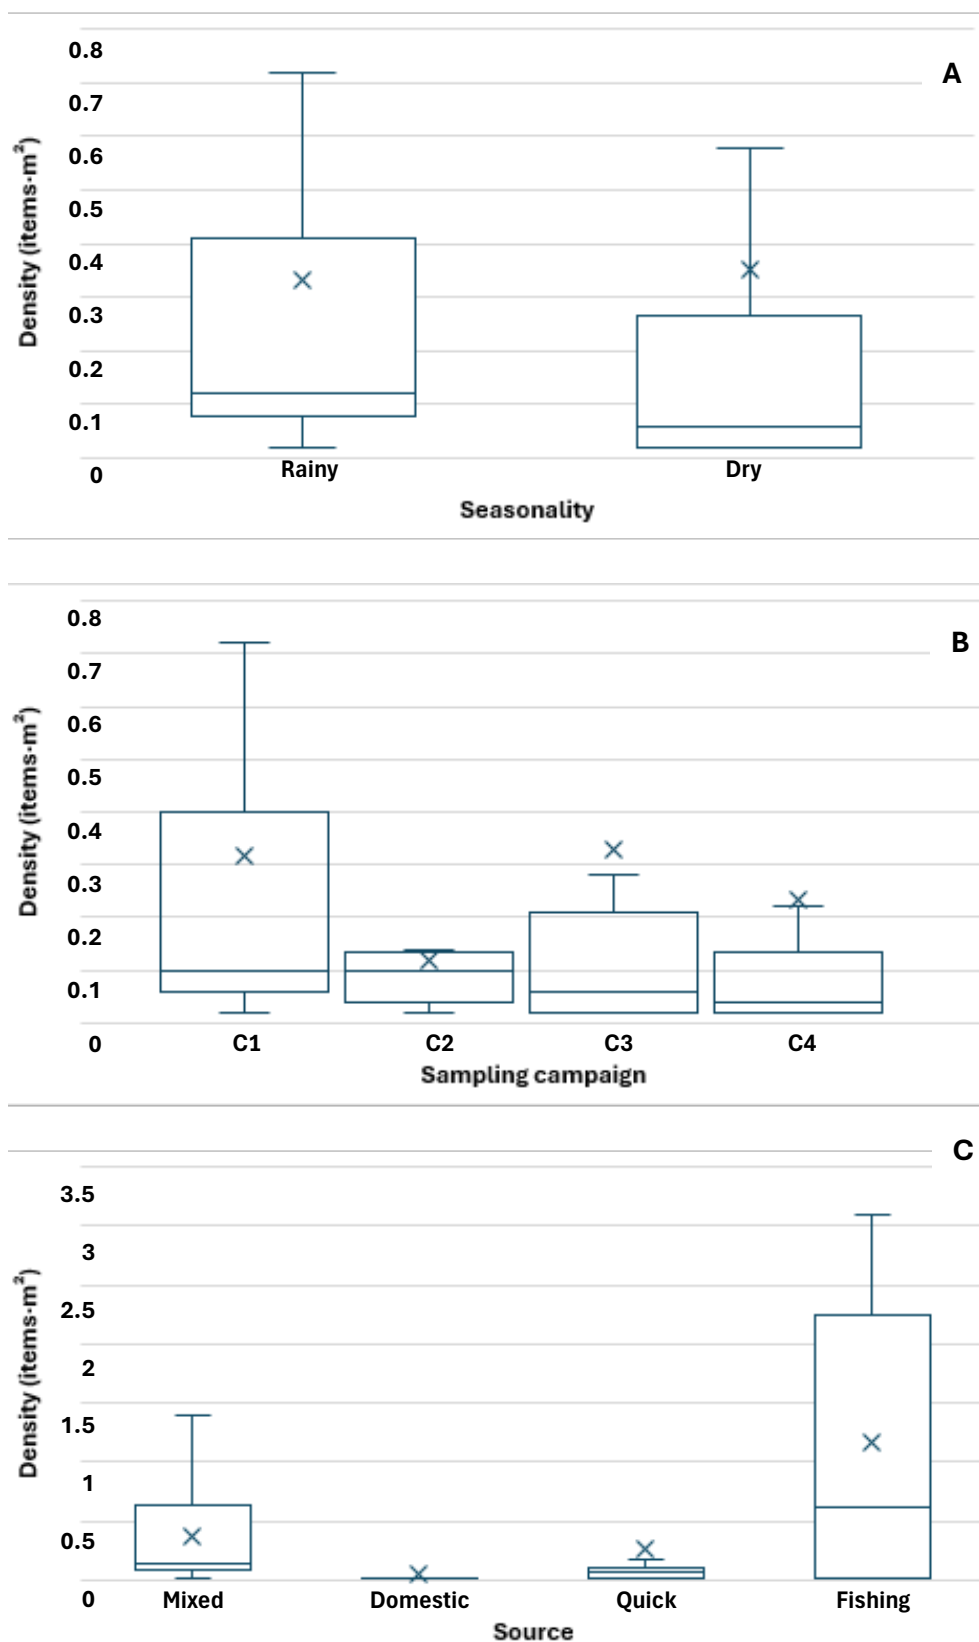 A
0.8
0.7
0.6
0.5
0.4
0.3
0.2
0.1
0
Density (items·m²)
Rainy Dry
Seasonality
B
0.8
0.7
0.6
0.5
0.4
0.3
0.2
0.1
0
Density (items·m²)
C1 C2 C3 C4
Sampling campaign
C
3.5
3
2.5
2
1.5
1
0.5
0
Density (items·m²)
Mixed Domestic Quick Fishing
Source